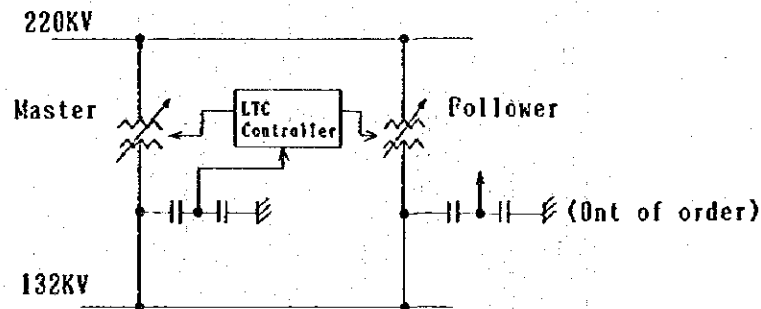 220KV
Master
LTC
Controller
Follower
(Ont of order)
132KV